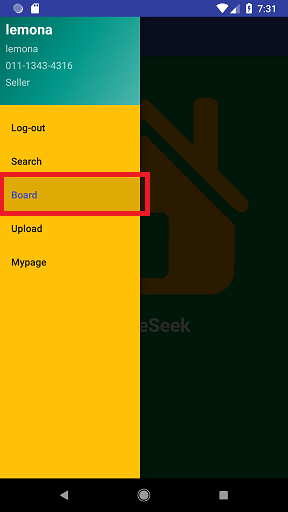 7:31
lemona
lemona
011-1343-4316
Seller
Log-out
Search
Board
Upload
Mypage
eSeek